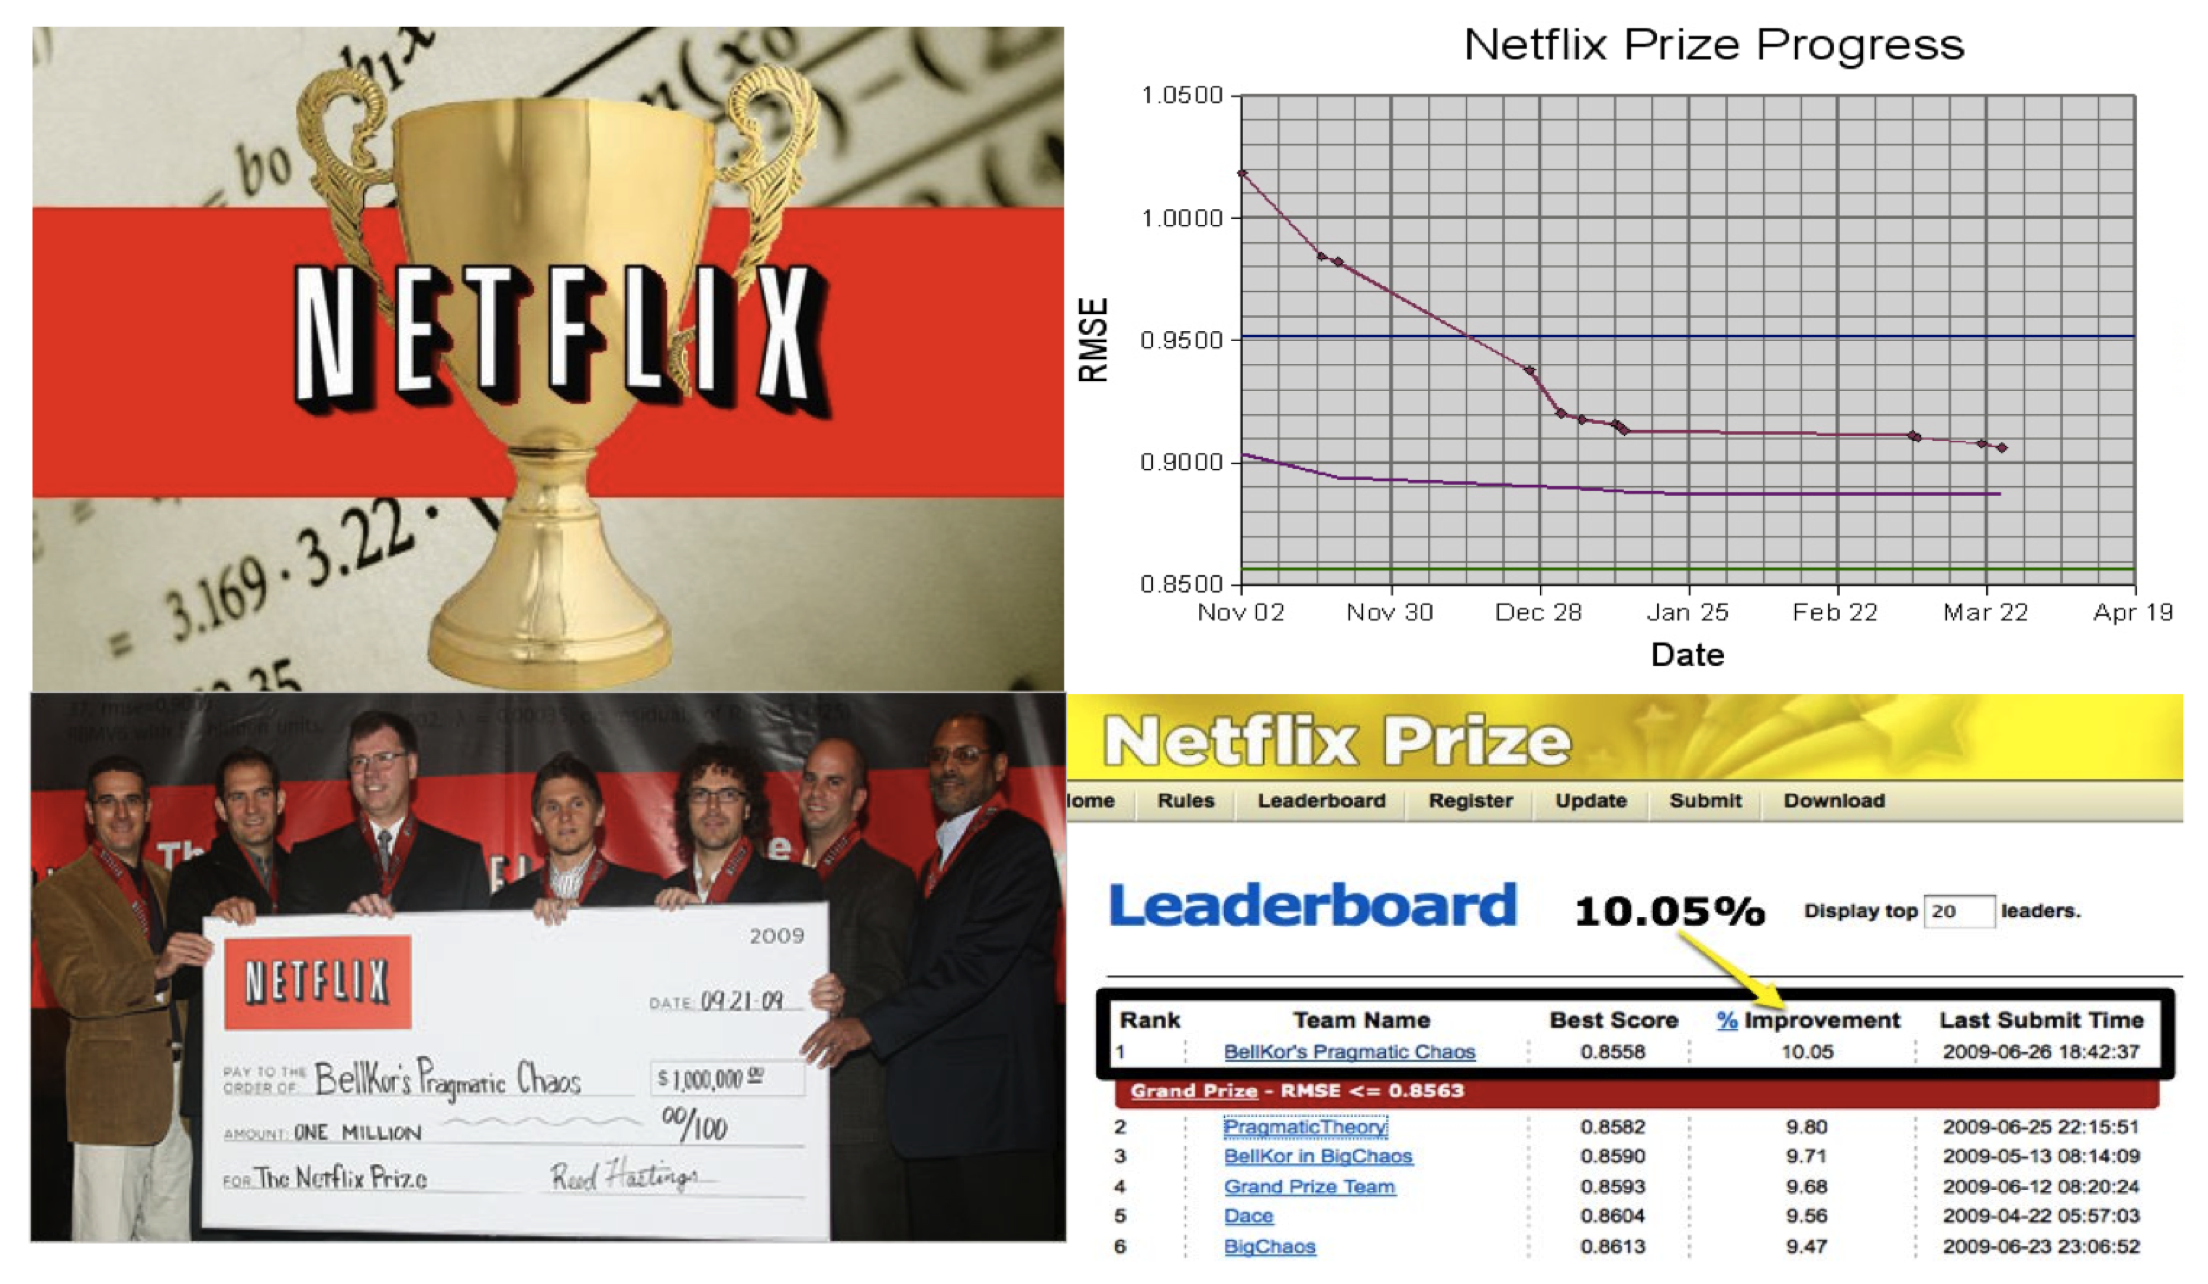 h₁x
n(x₀
b₀
NETFLIX
= 3.169 · 3.22 ·
35
Netflix Prize Progress
1.0500
1.0000
0.9500
0.9000
0.8500
RMSE
Nov 02 Nov 30 Dec 28 Jan 25 Feb 22 Mar 22 Apr 19
Date
Th
e
NETFLIX
2009
DATE: 09·21·09
PAY TO THE
ORDER OF: BellKor's Pragmatic Chaos $ 1,000,000 00
AMOUNT: ONE MILLION 00/100
FOR The Netflix Prize Reed Hastings
Netflix Prize
lome Rules Leaderboard Register Update Submit Download
Leaderboard 10.05% Display top 20 leaders.
Rank Team Name Best Score % Improvement Last Submit Time
1 BellKor's Pragmatic Chaos 0.8558 10.05 2009-06-26 18:42:37
Grand Prize - RMSE <= 0.8563
2 PragmaticTheory 0.8582 9.80 2009-06-25 22:15:51
3 BellKor in BigChaos 0.8590 9.71 2009-05-13 08:14:09
4 Grand Prize Team 0.8593 9.68 2009-06-12 08:20:24
5 Dace 0.8604 9.56 2009-04-22 05:57:03
6 BigChaos 0.8613 9.47 2009-06-23 23:06:52